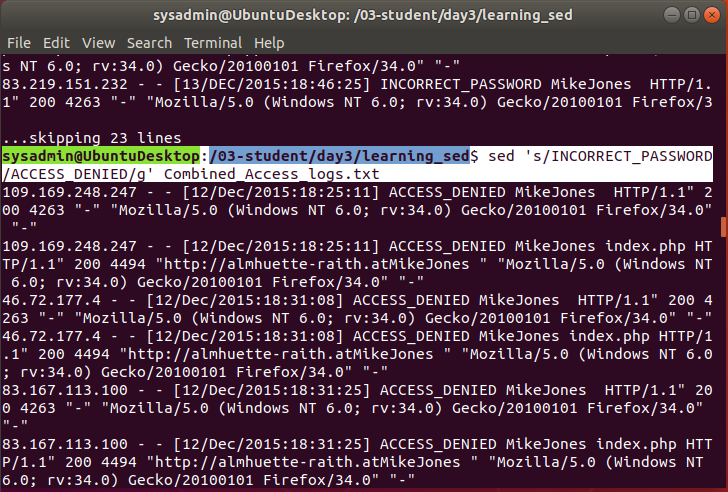 sysadmin@UbuntuDesktop: /03-student/day3/learning_sed
File Edit View Search Terminal Help
s NT 6.0; rv:34.0) Gecko/20100101 Firefox/34.0" "-"
83.219.151.232 - - [13/Dec/2015:18:46:25] INCORRECT_PASSWORD MikeJones  HTTP/1.
1" 200 4263 "-" "Mozilla/5.0 (Windows NT 6.0; rv:34.0) Gecko/20100101 Firefox/3
...skipping 23 lines
sysadmin@UbuntuDesktop:/03-student/day3/learning_sed$ sed 's/INCORRECT_PASSWORD
/ACCESS_DENIED/g' Combined_Access_logs.txt
109.169.248.247 - - [12/Dec/2015:18:25:11] ACCESS_DENIED MikeJones  HTTP/1.1" 2
00 4263 "-" "Mozilla/5.0 (Windows NT 6.0; rv:34.0) Gecko/20100101 Firefox/34.0"
 "-"
109.169.248.247 - - [12/Dec/2015:18:25:11] ACCESS_DENIED MikeJones index.php HT
TP/1.1" 200 4494 "http://almhuette-raith.atMikeJones " "Mozilla/5.0 (Windows NT
 6.0; rv:34.0) Gecko/20100101 Firefox/34.0" "-"
46.72.177.4 - - [12/Dec/2015:18:31:08] ACCESS_DENIED MikeJones  HTTP/1.1" 200 4
263 "-" "Mozilla/5.0 (Windows NT 6.0; rv:34.0) Gecko/20100101 Firefox/34.0" "-"
46.72.177.4 - - [12/Dec/2015:18:31:08] ACCESS_DENIED MikeJones index.php HTTP/1
.1" 200 4494 "http://almhuette-raith.atMikeJones " "Mozilla/5.0 (Windows NT 6.0
; rv:34.0) Gecko/20100101 Firefox/34.0" "-"
83.167.113.100 - - [12/Dec/2015:18:31:25] ACCESS_DENIED MikeJones  HTTP/1.1" 20
0 4263 "-" "Mozilla/5.0 (Windows NT 6.0; rv:34.0) Gecko/20100101 Firefox/34.0"
"-"
83.167.113.100 - - [12/Dec/2015:18:31:25] ACCESS_DENIED MikeJones index.php HTT
P/1.1" 200 4494 "http://almhuette-raith.atMikeJones " "Mozilla/5.0 (Windows NT
6.0; rv:34.0) Gecko/20100101 Firefox/34.0" "-"